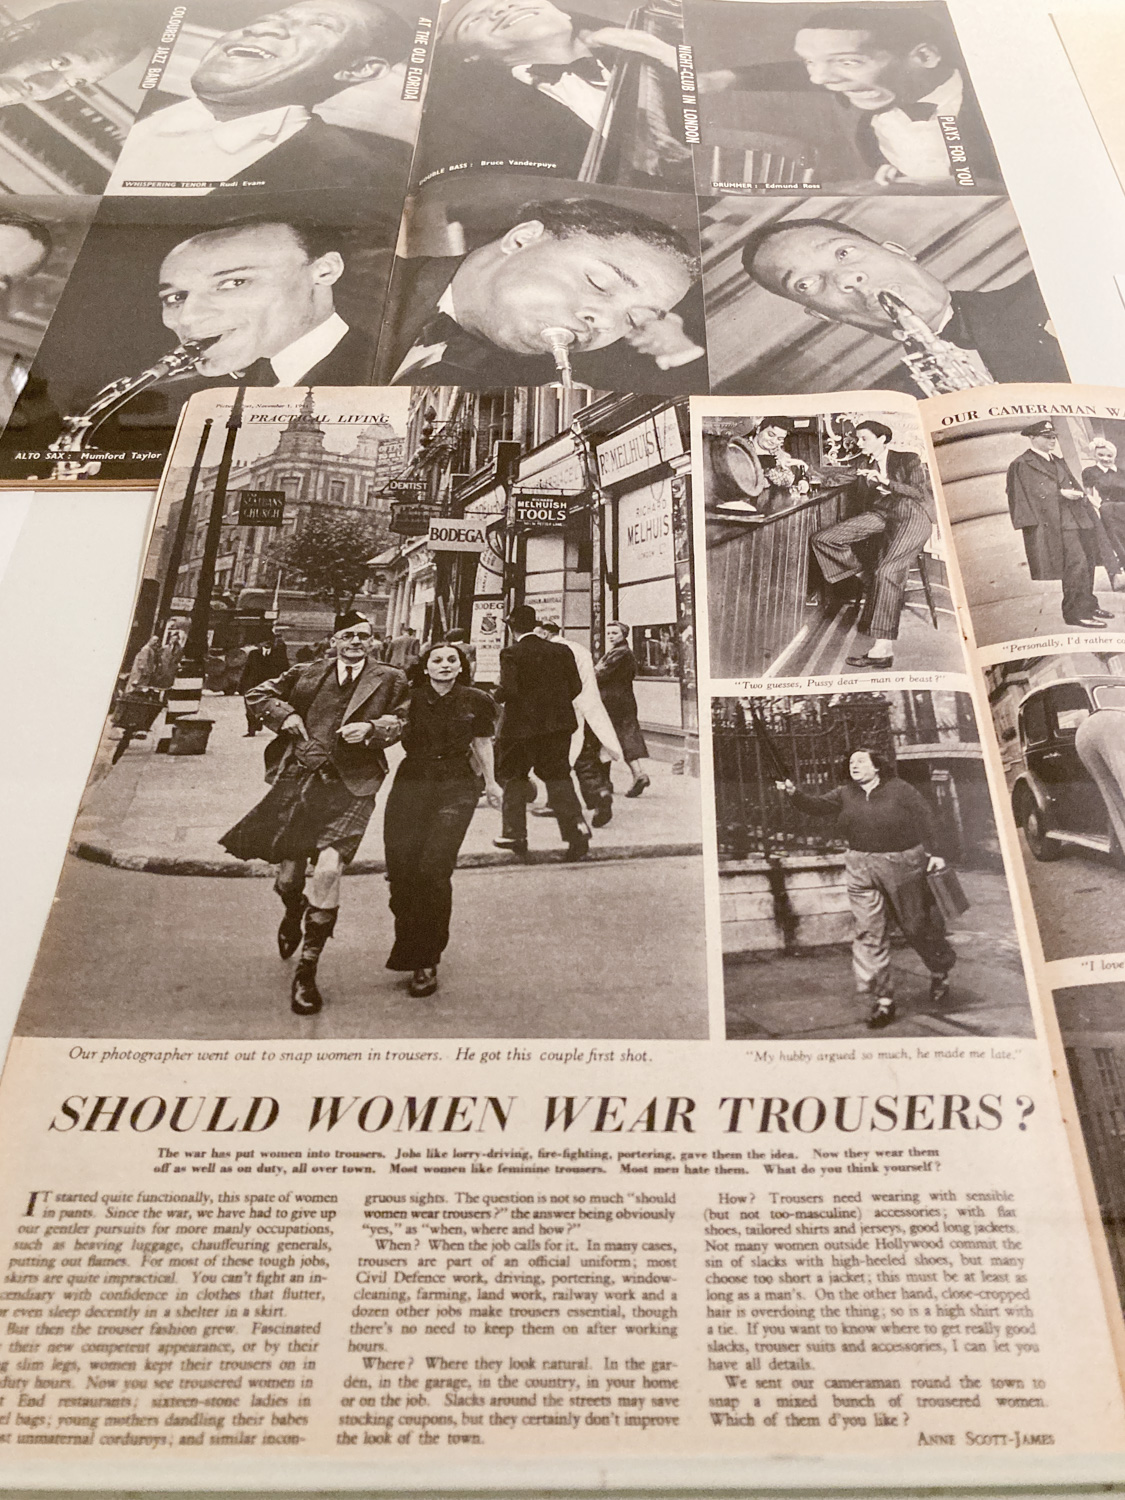 COLOURED JAZZ BAND
AT THE OLD FLORIDA
NIGHT-CLUB IN LONDON
PLAYS FOR YOU
WHISPERING TENOR : Rudi Evans
DOUBLE BASS : Bruce Vanderpuye
DRUMMER : Edmund Ross
ALTO SAX : Mumford Taylor
November 1,
PRACTICAL LIVING
OUR CAMERAMAN
CHURCH
DENTIST
BODEGA
MELHUISH
TOOLS
MELHUISH
RICHARD
MELHUIS
BODEG
"Two guesses, Pussy dear—man or beast?"
"Personally, I'd rather
"I love
Our photographer went out to snap women in trousers. He got this couple first shot.
"My hubby argued so much, he made me late."
SHOULD WOMEN WEAR TROUSERS?
The war has put women into trousers. Jobs like lorry-driving, fire-fighting, portering, gave them the idea. Now they wear them
off as well as on duty, all over town. Most women like feminine trousers. Most men hate them. What do you think yourself?
IT started quite functionally, this spate of women
in pants. Since the war, we have had to give up
our gentler pursuits for more manly occupations,
such as heaving luggage, chauffeuring generals,
putting out flames. For most of these tough jobs,
skirts are quite impractical. You can't fight an in-
cendiary with confidence in clothes that flutter,
or even sleep decently in a shelter in a skirt.
But then the trouser fashion grew. Fascinated
their new competent appearance, or by their
slim legs, women kept their trousers on in
duty hours. Now you see trousered women in
End restaurants; sixteen-stone ladies in
bags; young mothers dandling their babes
unmaternal corduroys; and similar incon-
gruous sights. The question is not so much "should
women wear trousers?" the answer being obviously
"yes," as "when, where and how?"
When? When the job calls for it. In many cases,
trousers are part of an official uniform; most
Civil Defence work, driving, portering, window-
cleaning, farming, land work, railway work and a
dozen other jobs make trousers essential, though
there's no need to keep them on after working
hours.
Where? Where they look natural. In the gar-
den, in the garage, in the country, in your home
or on the job. Slacks around the streets may save
stocking coupons, but they certainly don't improve
the look of the town.
How? Trousers need wearing with sensible
(but not too-masculine) accessories; with flat
shoes, tailored shirts and jerseys, good long jackets.
Not many women outside Hollywood commit the
sin of slacks with high-heeled shoes, but many
choose too short a jacket; this must be at least as
long as a man's. On the other hand, close-cropped
hair is overdoing the thing; so is a high shirt with
a tie. If you want to know where to get really good
slacks, trouser suits and accessories, I can let you
have all details.
We sent our cameraman round the town to
snap a mixed bunch of trousered women.
Which of them d'you like?
ANNE SCOTT-JAMES